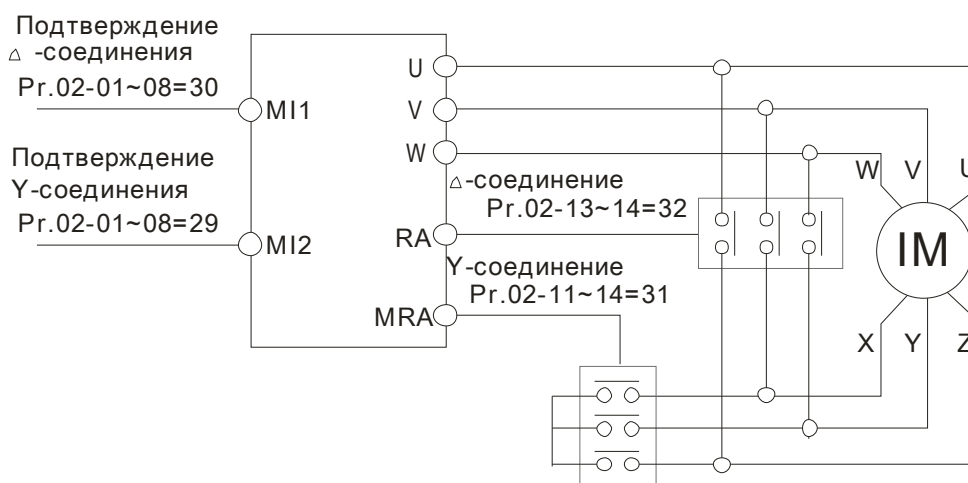 Подтверждение
△ -соединения
Pr.02-01~08=30
MI1
Подтверждение
Y-соединения
Pr.02-01~08=29
MI2
U
V
W
△-соединение
Pr.02-13~14=32
RA
Y-соединение
Pr.02-11~14=31
MRA
W V U
IM
X Y Z